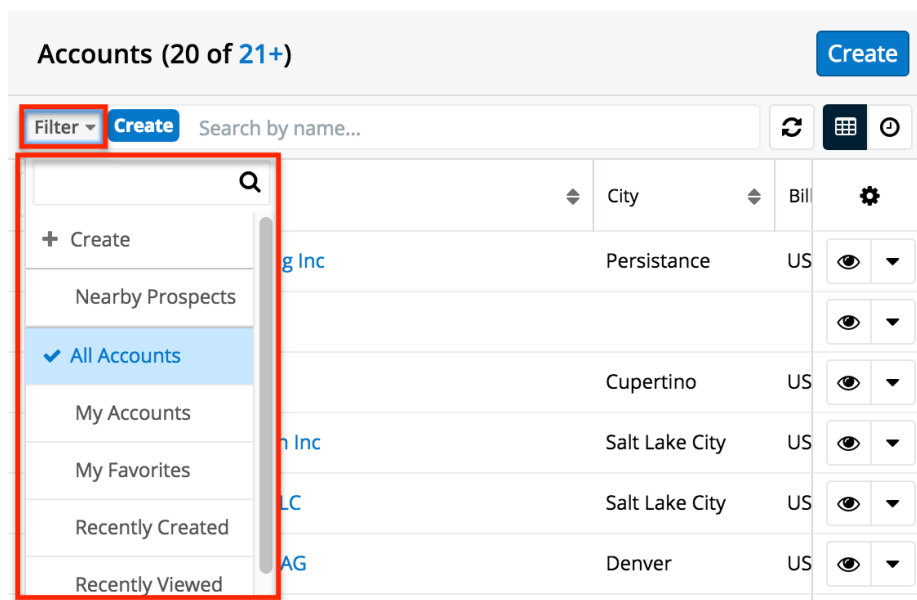 Accounts (20 of 21+)
Create
Filter
Create
Search by name...
City
Bill
Create
g Inc
Persistance
US
Nearby Prospects
All Accounts
Cupertino
US
My Accounts
n Inc
Salt Lake City
US
My Favorites
LC
Salt Lake City
US
Recently Created
AG
Denver
US
Recently Viewed